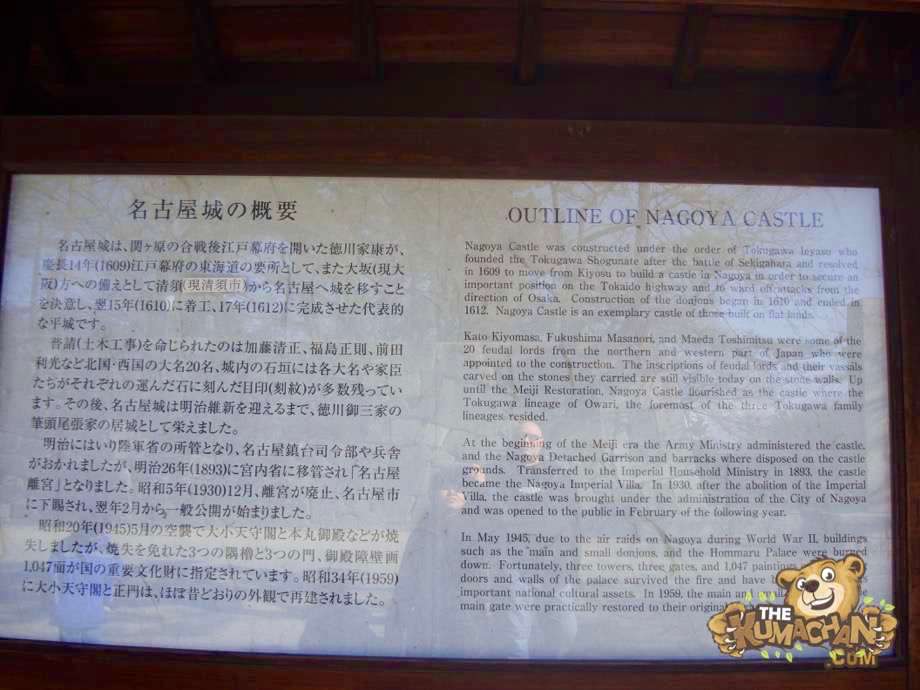 名古屋城の概要
名古屋城は、関ヶ原の合戦後江戸幕府を開いた徳川家康が、
慶長14年(1609)江戸幕府の東海道の要所として、また大坂(現大
阪)方への備えとして清須(現清須市)から名古屋へ城を移すこと
を決意し、翌15年(1610)に着工、17年(1612)に完成させた代表的
な平城です。
普請(土木工事)を命じられたのは加藤清正、福島正則、前田
利光など北国・西国の大名20名、城内の石垣には各大名や家臣
たちがそれぞれの運んだ石に刻んだ目印(刻紋)が多数残ってい
ます。その後、名古屋城は明治維新を迎えるまで、徳川御三家の
筆頭尾張家の居城として栄えました。
明治にはいり陸軍省の所管となり、名古屋鎮台司令部や兵舎
がおかれましたが、明治26年(1893)に宮内省に移管され「名古屋
離宮」となりました。昭和5年(1930)12月、離宮が廃止、名古屋市
に下賜され、翌年2月から一般公開が始まりました。
昭和20年(1945)5月の空襲で大小天守閣と本丸御殿などが焼
失しましたが、焼失を免れた3つの隅櫓と3つの門、御殿障壁画
1,047面が国の重要文化財に指定されています。昭和34年(1959)
に大小天守閣と正門は、ほぼ昔どおりの外観で再建されました。
OUTLINE OF NAGOYA CASTLE
Nagoya Castle was constructed under the order of Tokugawa Ieyasu who
founded the Tokugawa Shogunate after the battle of Sekigahara and resolved
in 1609 to move from Kiyosu to build a castle in Nagoya in order to secure an
important position on the Tokaido highway and to ward off attacks from the
direction of Osaka. Construction of the donjons began in 1610 and ended in
1612. Nagoya Castle is an exemplary castle of those built on flat lands.
Kato Kiyomasa, Fukushima Masanori, and Maeda Toshimitsu were some of the
20 feudal lords from the northern and western part of Japan who were
appointed to the construction. The inscriptions of feudal lords and their vassals
carved on the stones they carried are still visible today on the stone walls. Up
until the Meiji Restoration, Nagoya Castle flourished as the castle where the
Tokugawa lineage of Owari, the foremost of the three Tokugawa family
lineages, resided.
At the beginning of the Meiji era the Army Ministry administered the castle,
and the Nagoya Detached Garrison and barracks where disposed on the castle
grounds. Transferred to the Imperial Household Ministry in 1893, the castle
became the Nagoya Imperial Villa. In 1930, after the abolition of the Imperial
Villa, the castle was brought under the administration of the City of Nagoya
and was opened to the public in February of the following year.
In May 1945, due to the air raids on Nagoya during World War II, buildings
such as the main and small donjons, and the Hommaru Palace were burned
down. Fortunately, three towers, three gates, and 1,047 paintings
doors and walls of the palace survived the fire and have
important national cultural assets. In 1959, the main and
main gate were practically restored to their original
THE
KUMACHAN
.COM